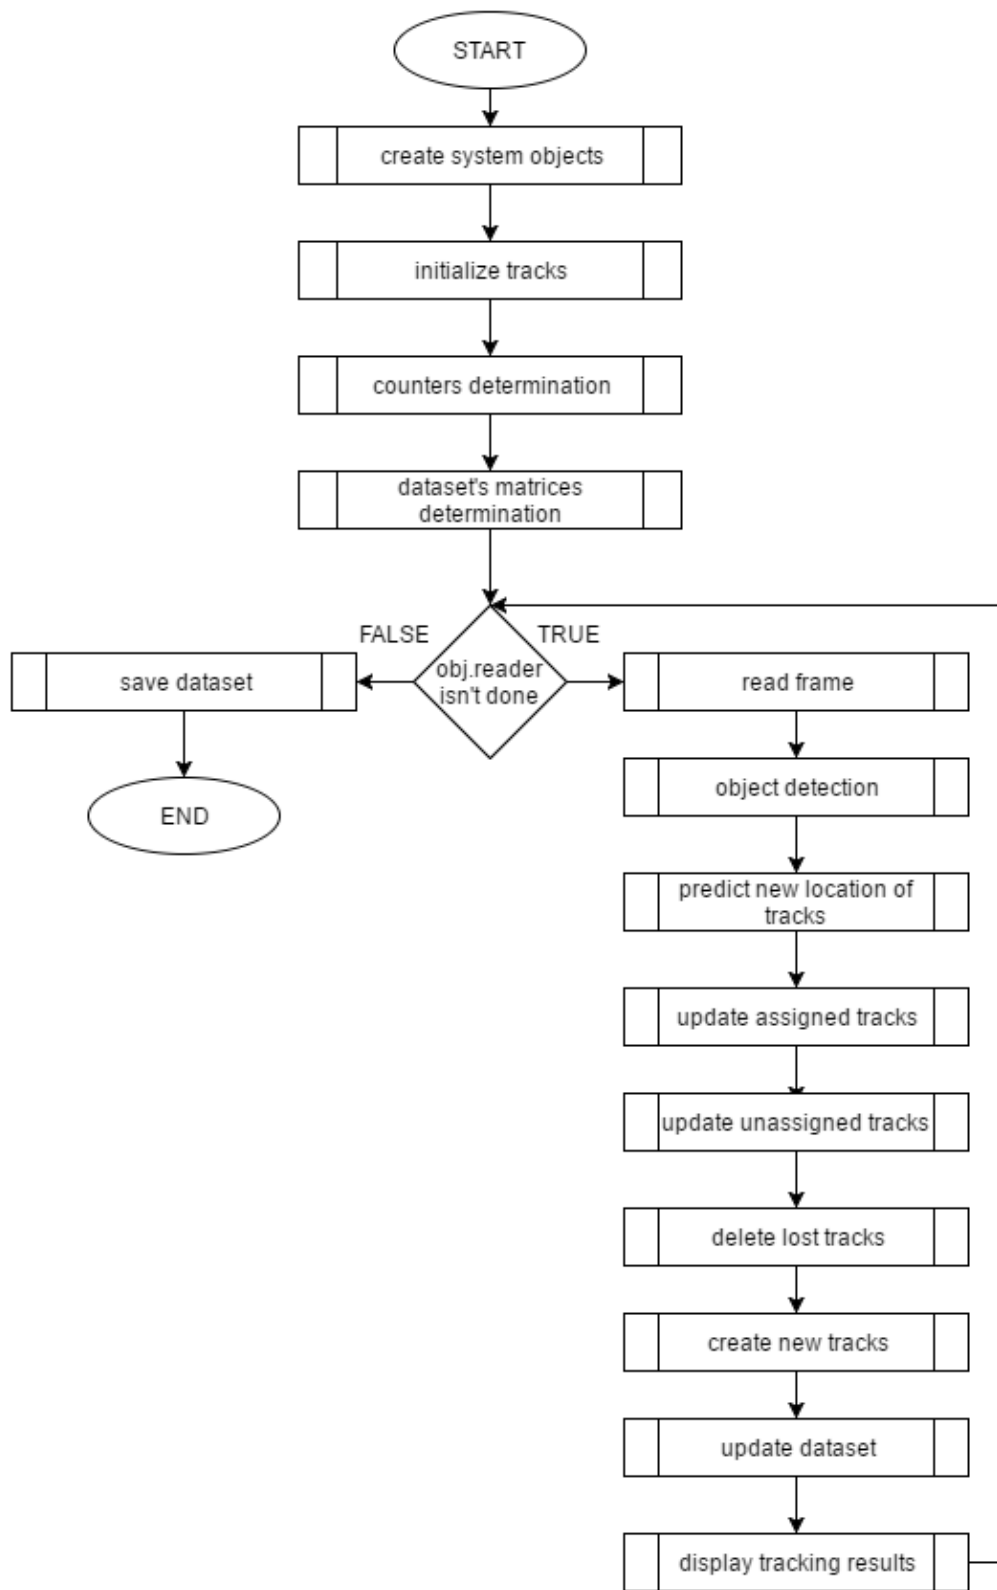 START
create system objects
initialize tracks
counters determination
dataset's matrices
determination
FALSE
TRUE
obj.reader
isn't done
save dataset
read frame
END
object detection
predict new location of
tracks
update assigned tracks
update unassigned tracks
delete lost tracks
create new tracks
update dataset
display tracking results